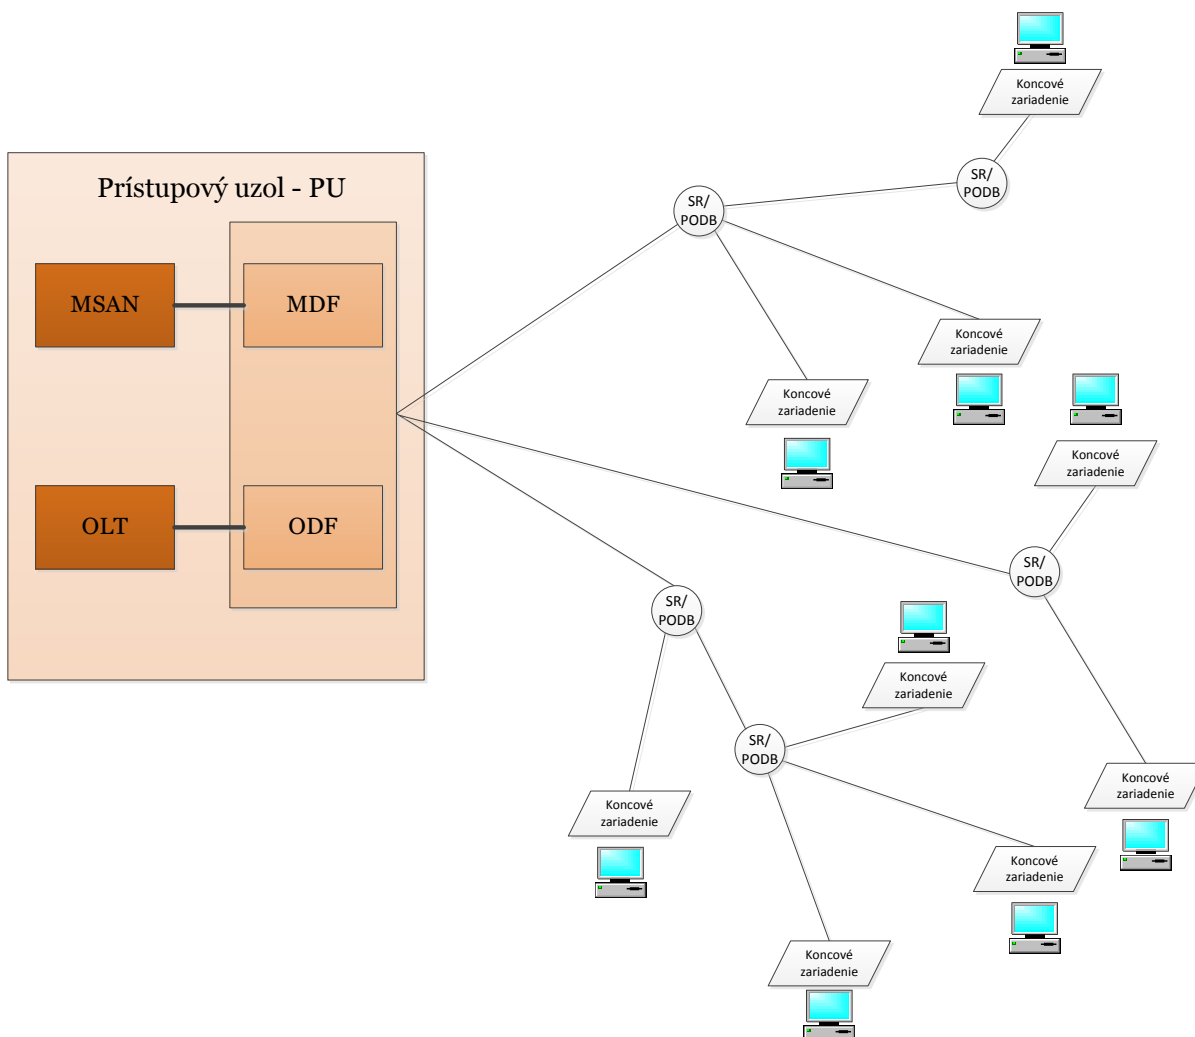 Koncové
zariadenie
SR/
PODB
Prístupový uzol - PU
SR/
PODB
MSAN
MDF
Koncové
zariadenie
Koncové
zariadenie
Koncové
zariadenie
OLT
ODF
SR/
PODB
SR/
PODB
Koncové
zariadenie
SR/
PODB
Koncové
zariadenie
Koncové
zariadenie
Koncové
zariadenie
Koncové
zariadenie